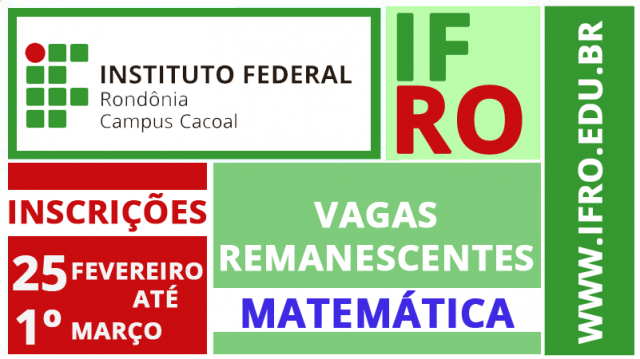 INSTITUTO FEDERAL
Rondônia
Campus Cacoal
IF
RO
WWW.IFRO.EDU.BR
INSCRIÇÕES
25 FEVEREIRO
ATÉ
1º MARÇO
VAGAS
REMANESCENTES
MATEMÁTICA